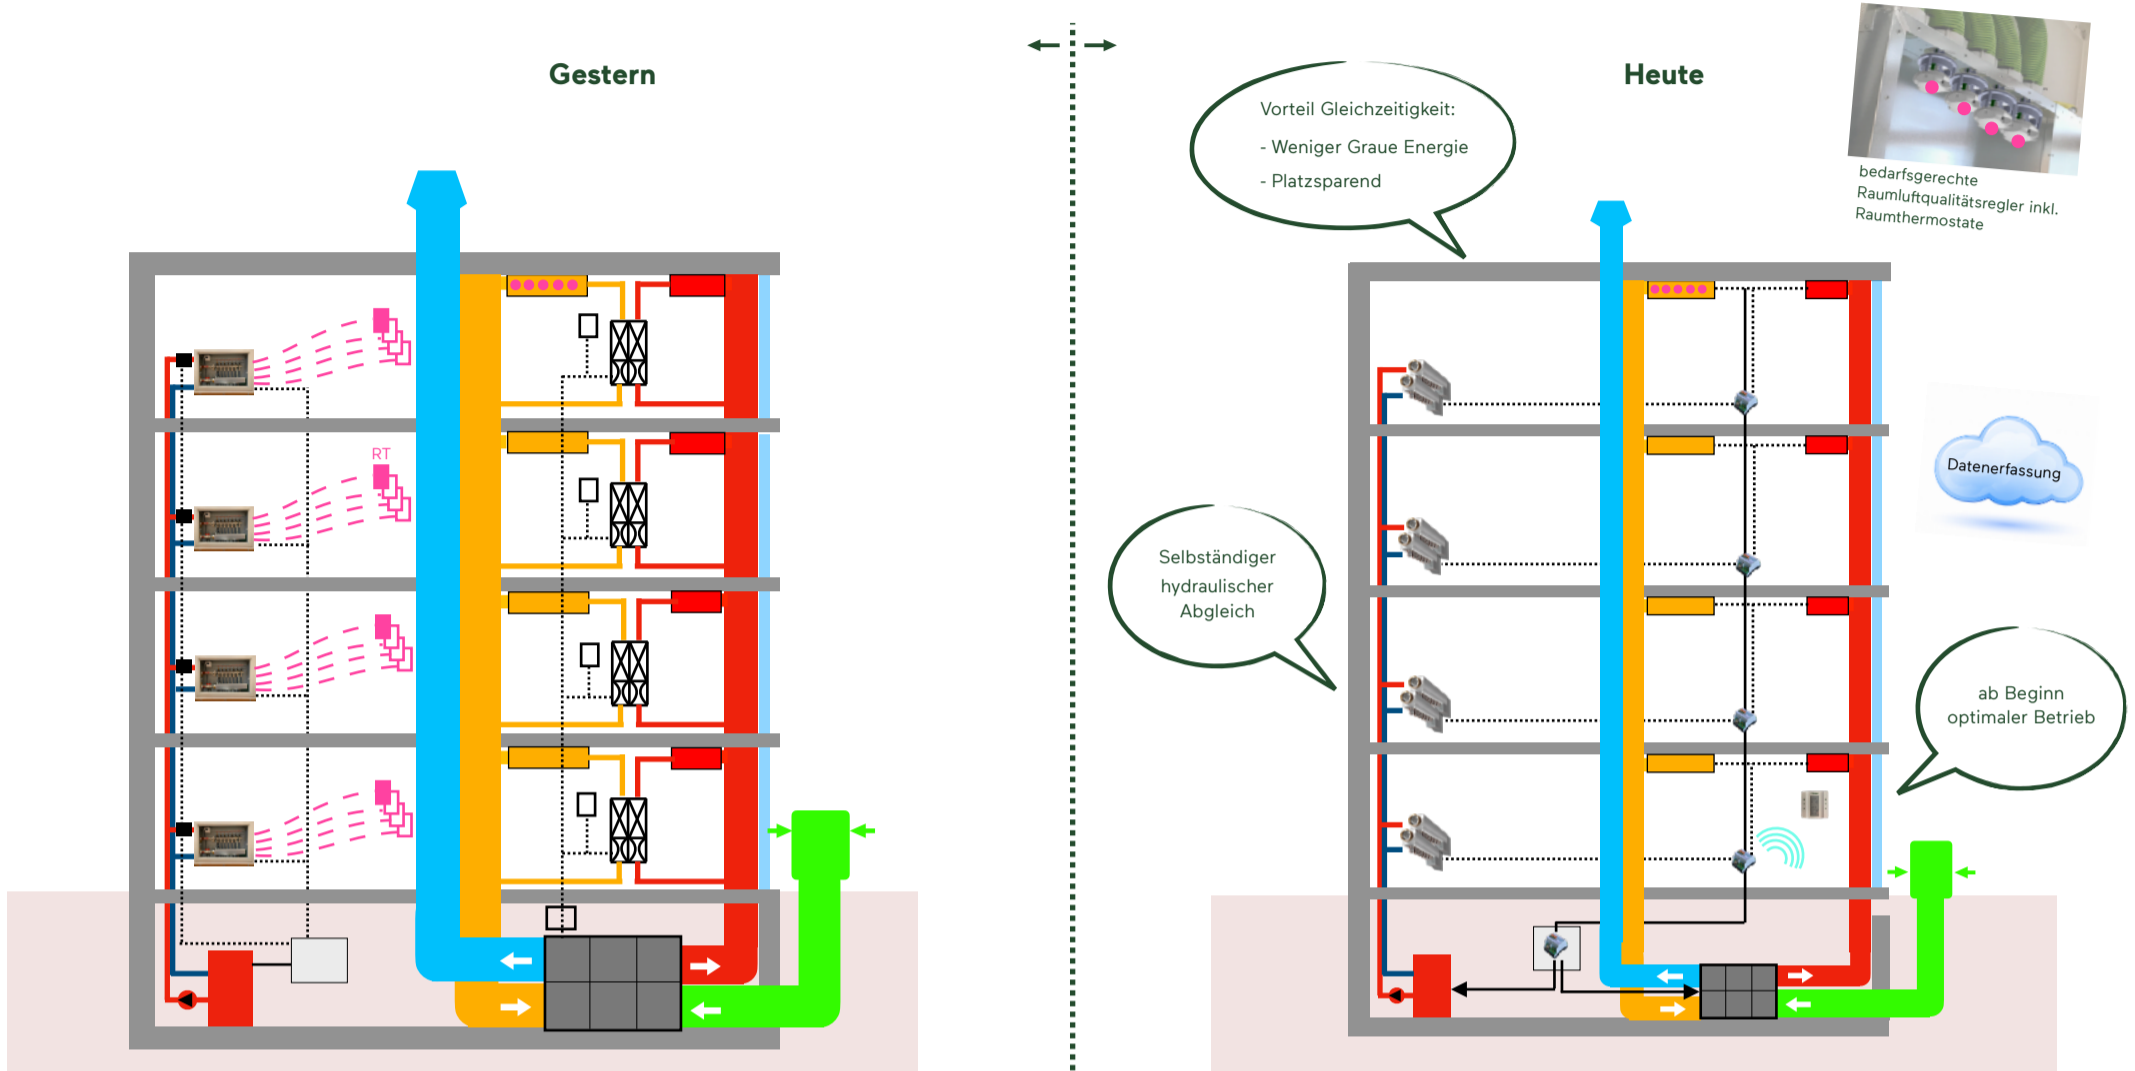 Gestern
Heute
Vorteil Gleichzeitigkeit:
- Weniger Graue Energie
- Platzsparend
bedarfsgerechte
Raumluftqualitätsregler inkl.
Raumthermostate
RT
Datenerfassung
Selbständiger
hydraulischer
Abgleich
ab Beginn
optimaler Betrieb